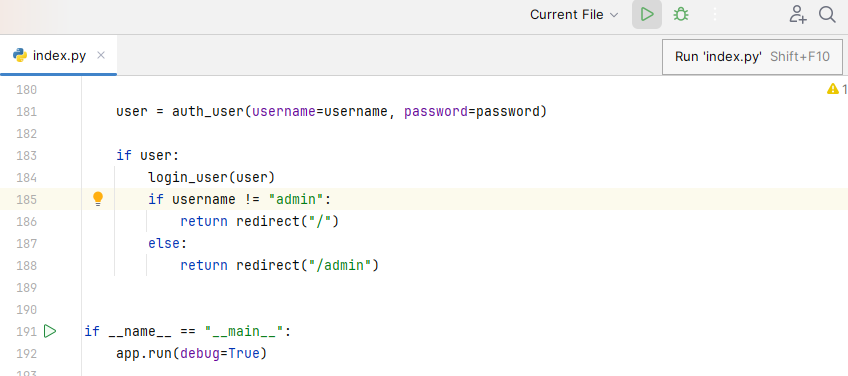 Current File
index.py
Run 'index.py' Shift+F10
180
1
181 user = auth_user(username=username, password=password)
182
183 if user:
184 login_user(user)
185 if username != "admin":
186 return redirect("/")
187 else:
188 return redirect("/admin")
189
190
191 if __name__ == "__main__":
192 app.run(debug=True)
193